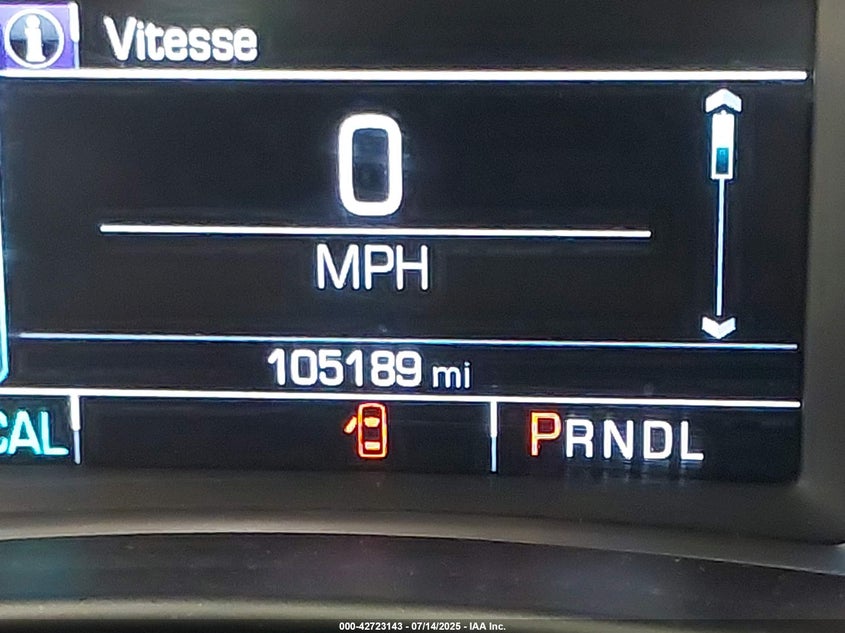 Vitesse
0
MPH
105189 mi
CAL
PRNDL
000-42723143 - 07/14/2025 - IAA Inc.